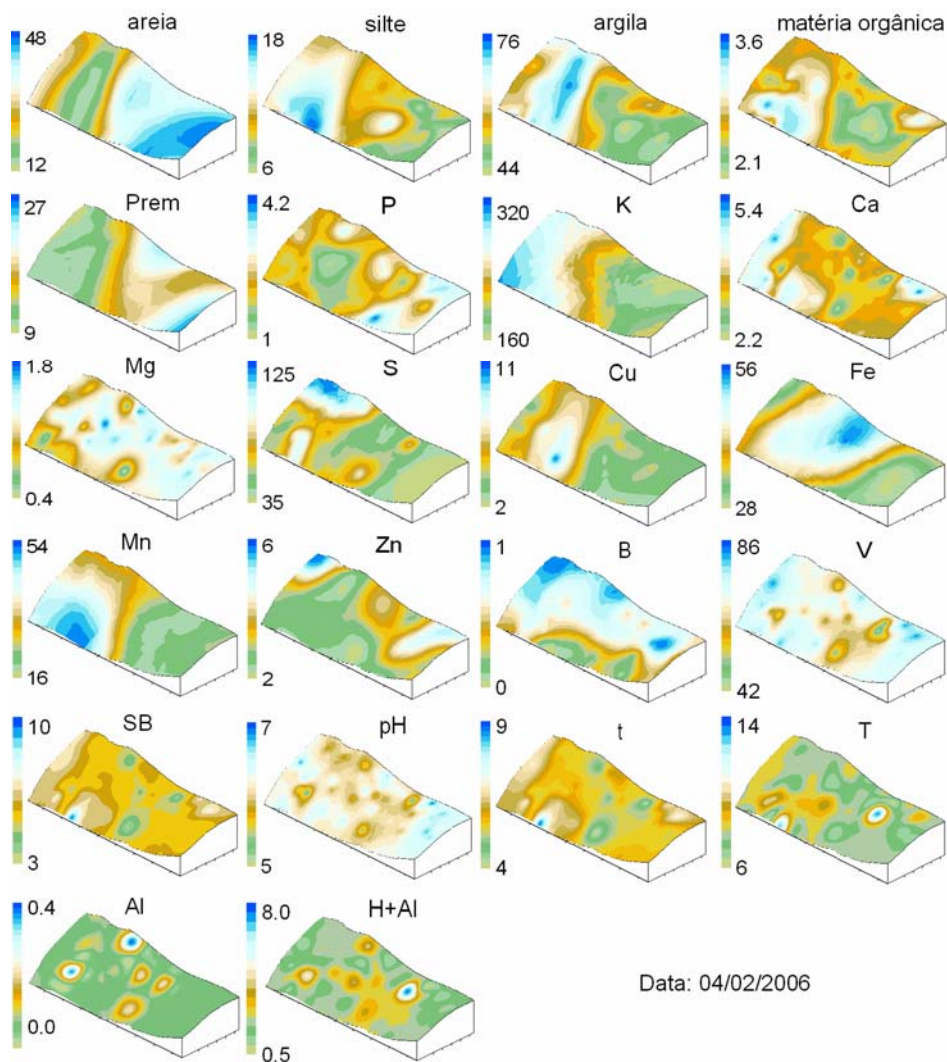 areia
48
12
silte
18
6
argila
76
44
matéria orgânica
3.6
2.1
Prem
27
9
P
4.2
1
K
320
160
Ca
5.4
2.2
Mg
1.8
0.4
S
125
35
Cu
11
2
Fe
56
28
Mn
54
16
Zn
6
2
B
1
0
V
86
42
SB
10
3
pH
7
5
t
9
4
T
14
6
Al
0.4
0.0
H+Al
8.0
0.5
Data: 04/02/2006